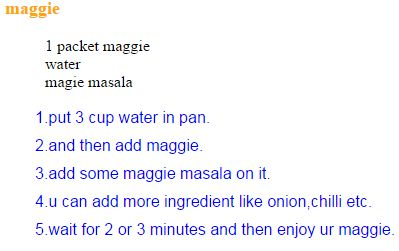 maggie
1 packet maggie
water
magie masala
1.put 3 cup water in pan.
2.and then add maggie.
3.add some maggie masala on it.
4.u can add more ingredient like onion,chilli etc.
5.wait for 2 or 3 minutes and then enjoy ur maggie.